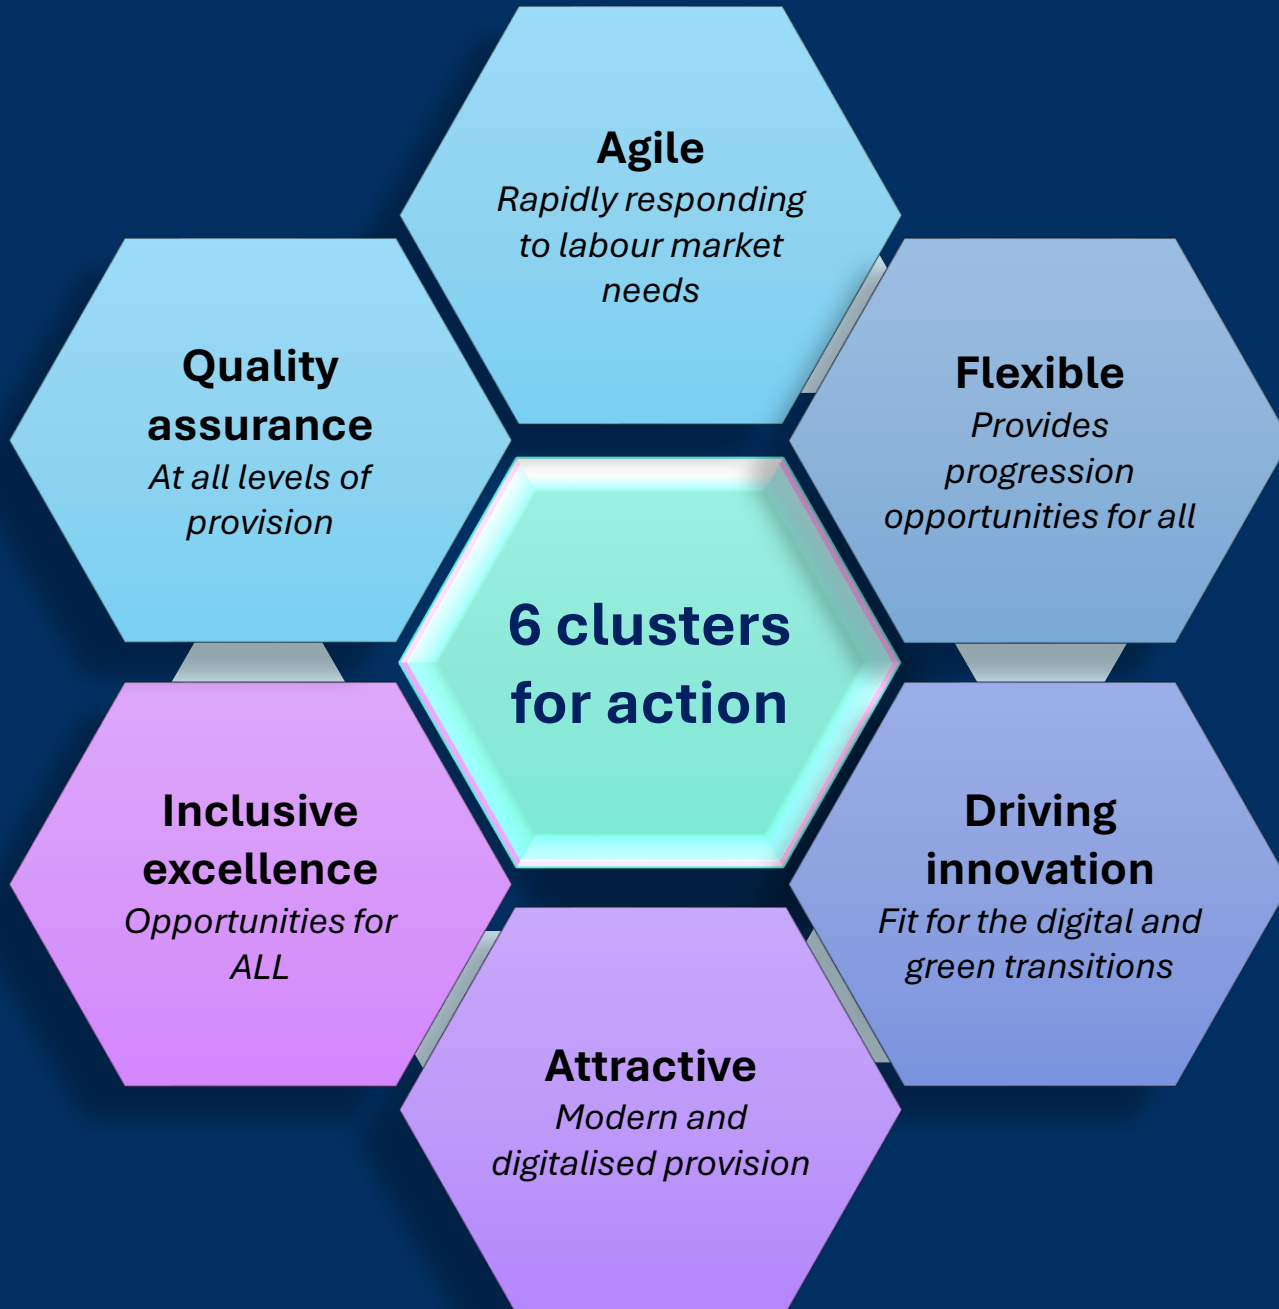 Agile
Rapidly responding
to labour market
needs
Quality
assurance
At all levels of
provision
Flexible
Provides
progression
opportunities for all
6 clusters
for action
Inclusive
excellence
Opportunities for
ALL
Driving
innovation
Fit for the digital and
green transitions
Attractive
Modern and
digitalised provision